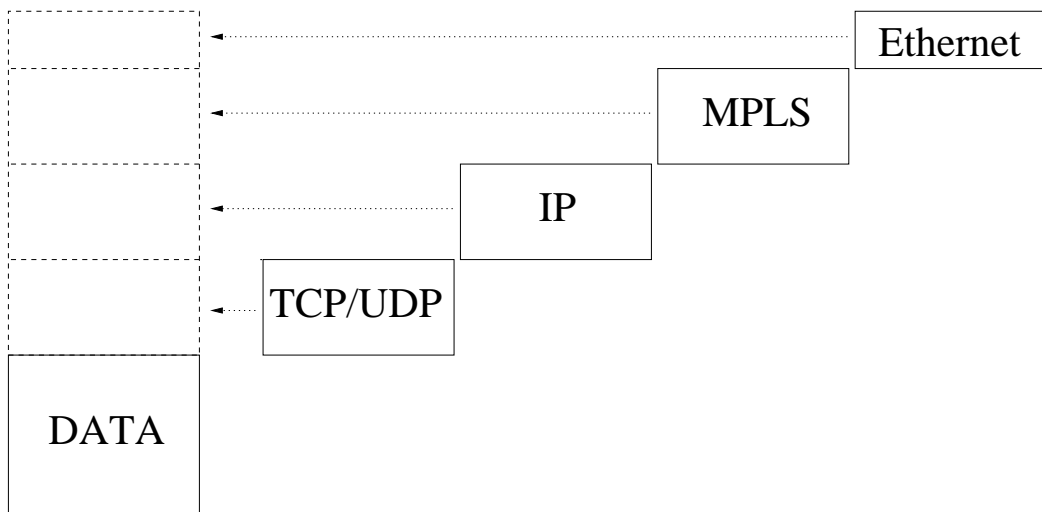 Ethernet
MPLS
IP
TCP/UDP
DATA